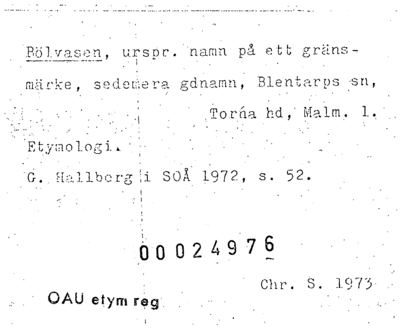 Bölvasen, urspr. namn på ett gräns-
märke, sedemera gdnamn, Blentarps sn,
Torna hd, Malm. l.
Etymologi.
G. Hallberg i SOÅ 1972, s. 52.
00024976
Chr. S. 1973
OAU etym reg